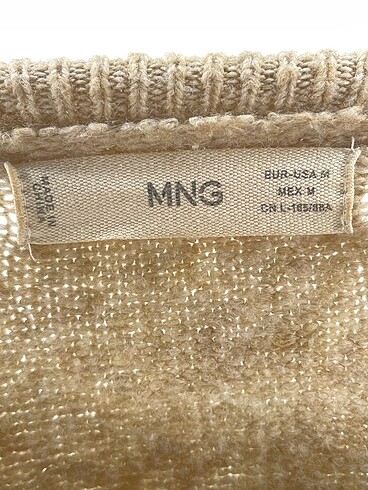 MADE IN
CHINA
MNG
EUR-USA M
MEX M
CN L-165/88A